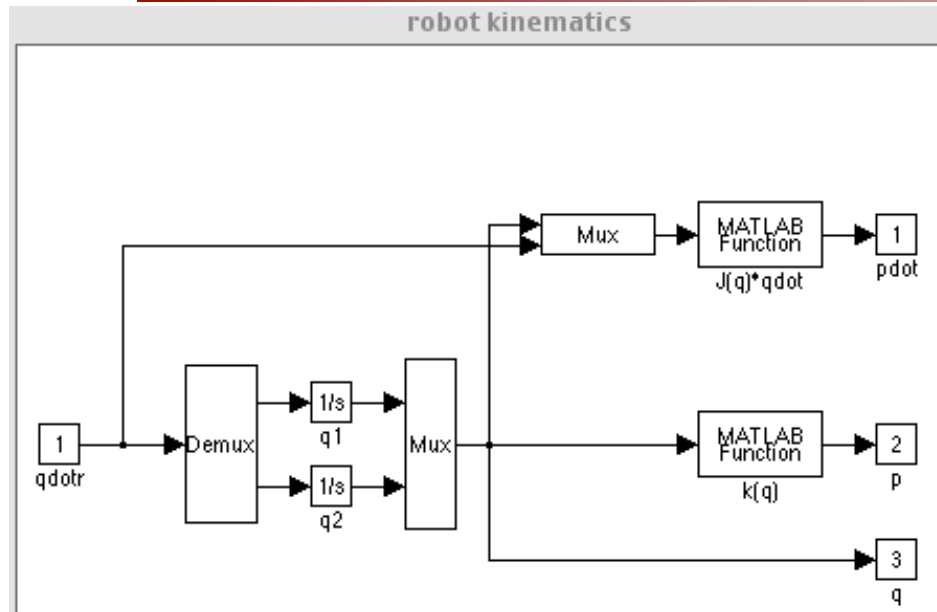 robot kinematics
Mux
MATLAB
Function
J(q)*qdot
1
pdot
1
qdotr
Demux
1/s
q1
1/s
q2
Mux
MATLAB
Function
k(q)
2
p
3
q